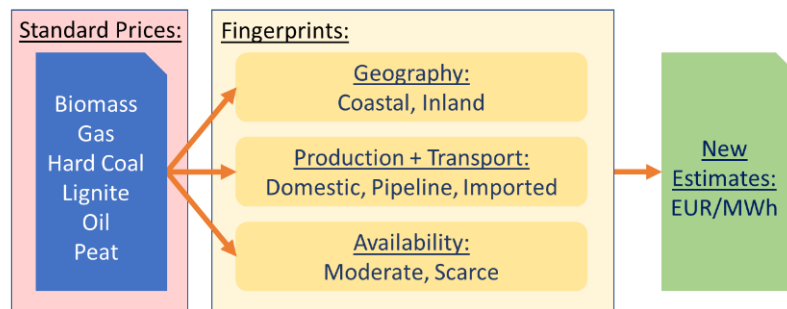 Standard Prices:
Biomass
Gas
Hard Coal
Lignite
Oil
Peat
Fingerprints:
Geography:
Coastal, Inland
Production + Transport:
Domestic, Pipeline, Imported
Availability:
Moderate, Scarce
New
Estimates:
EUR/MWh